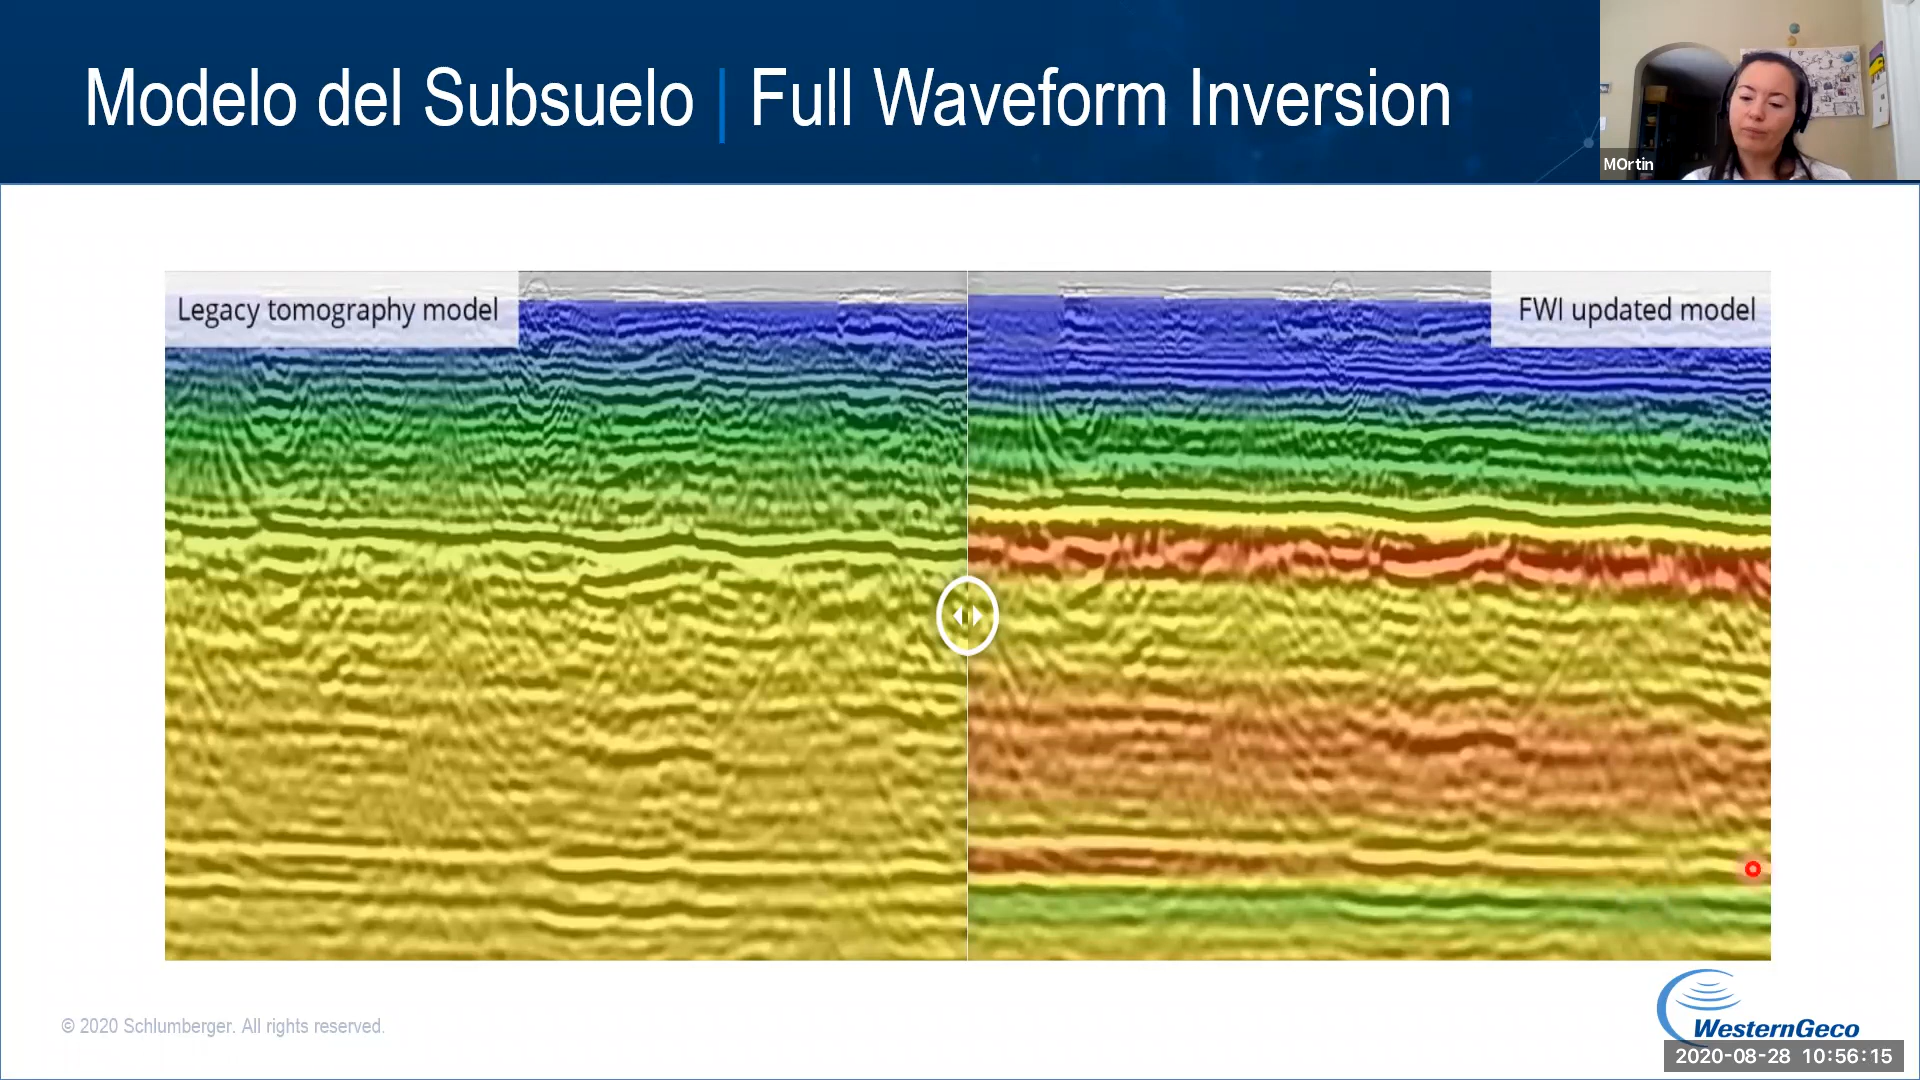 Modelo del Subsuelo | Full Waveform Inversion
MOrtin
Legacy tomography model
FWI updated model
© 2020 Schlumberger. All rights reserved.
WesternGeco
2020-08-28 10:56:15